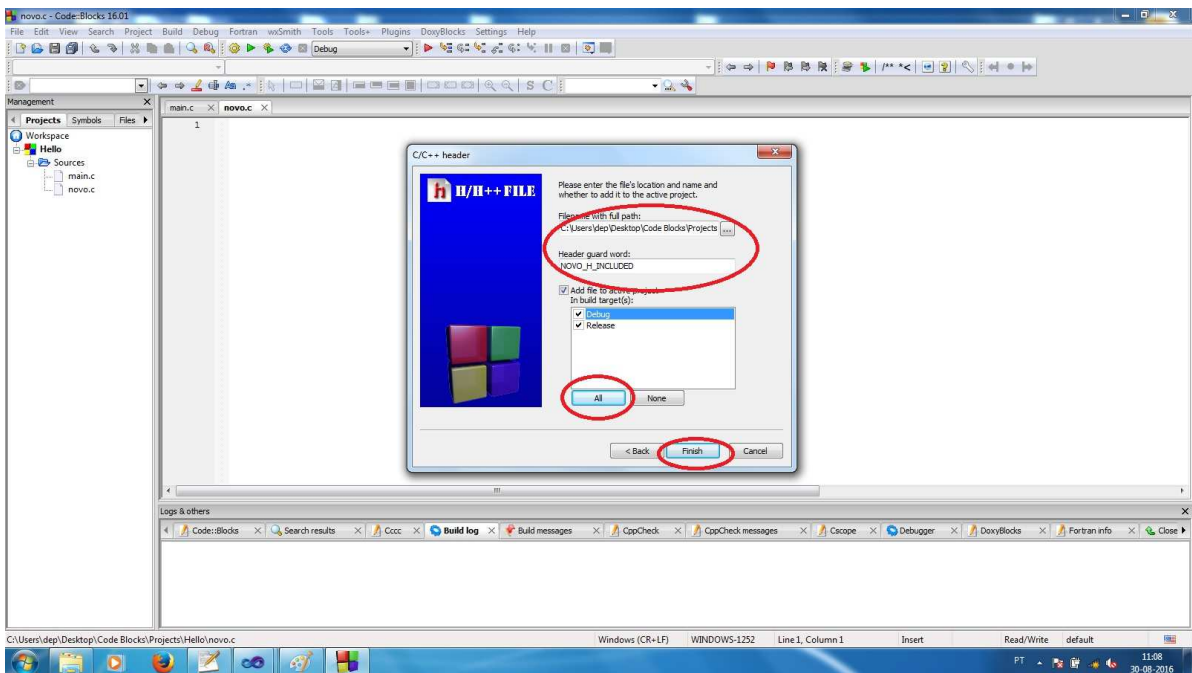 novo.c - Code::Blocks 16.01
File Edit View Search Project Build Debug Fortran wxSmith Tools Tools+ Plugins DoxyBlocks Settings Help
Debug
/** *<
S C
Management
main.c
novo.c
Projects Symbols Files
1
Workspace
Hello
Sources
main.c
novo.c
C/C++ header
h H/H++ FILE
Please enter the file's location and name and
whether to add it to the active project.
Filename with full path:
C:\Users\dep\Desktop\Code Blocks\Projects
...
Header guard word:
NOVO_H_INCLUDED
Add file to active project
In build target(s):
Debug
Release
All None
< Back Finish Cancel
Logs & others
Code::Blocks Search results Cccc Build log Build messages CppCheck CppCheck messages Cscope Debugger DoxyBlocks Fortran info Close
C:\Users\dep\Desktop\Code Blocks\Projects\Hello\novo.c Windows (CR+LF) WINDOWS-1252 Line 1, Column 1 Insert Read/Write default
PT
11:08
30-08-2016